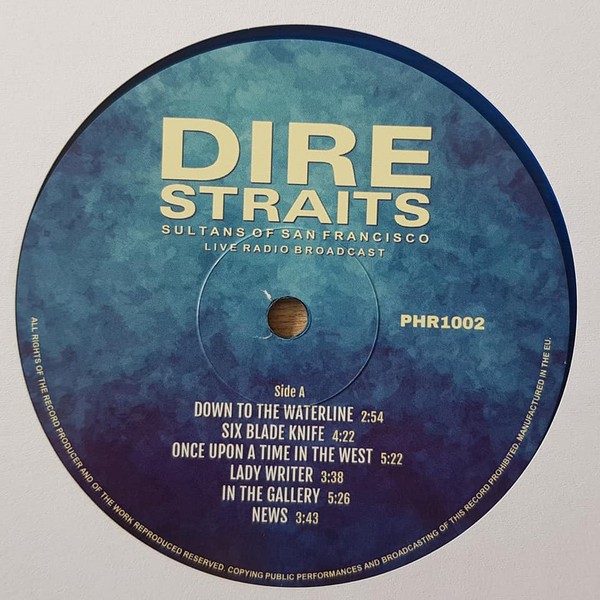 DIRE
STRAITS
SULTANS OF SAN FRANCISCO
LIVE RADIO BROADCAST
PHR1002
Side A
DOWN TO THE WATERLINE 2:54
SIX BLADE KNIFE 4:22
ONCE UPON A TIME IN THE WEST 5:22
LADY WRITER 3:38
IN THE GALLERY 5:26
NEWS 3:43
ALL RIGHTS OF THE RECORD PRODUCER AND OF THE WORK REPRODUCED RESERVED. COPYING PUBLIC PERFORMANCES AND BROADCASTING OF THIS RECORD PROHIBITED. MANUFACTURED IN THE EU.